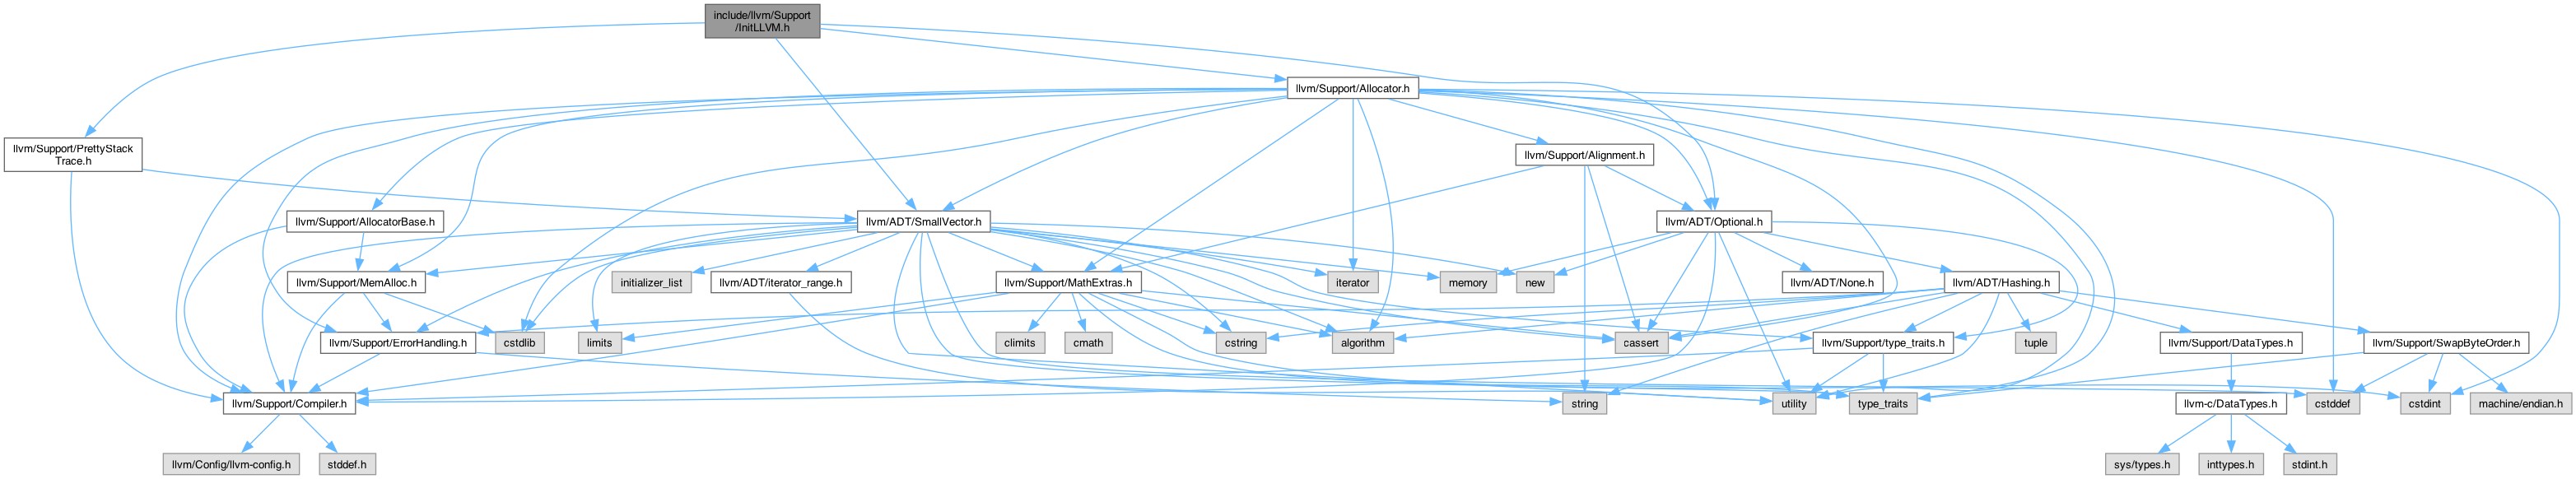 include/llvm/Support
/InitLLVM.h
llvm/Support/Allocator.h
llvm/Support/PrettyStack
Trace.h
llvm/Support/Alignment.h
llvm/Support/AllocatorBase.h
llvm/ADT/SmallVector.h
llvm/ADT/Optional.h
llvm/Support/MemAlloc.h
initializer_list
llvm/ADT/iterator_range.h
llvm/Support/MathExtras.h
iterator
memory
new
llvm/ADT/None.h
llvm/ADT/Hashing.h
llvm/Support/ErrorHandling.h
cstdlib
limits
climits
cmath
cstring
algorithm
cassert
llvm/Support/type_traits.h
tuple
llvm/Support/DataTypes.h
llvm/Support/SwapByteOrder.h
llvm/Support/Compiler.h
string
utility
type_traits
llvm-c/DataTypes.h
cstddef
cstdint
machine/endian.h
llvm/Config/llvm-config.h
stddef.h
sys/types.h
inttypes.h
stdint.h